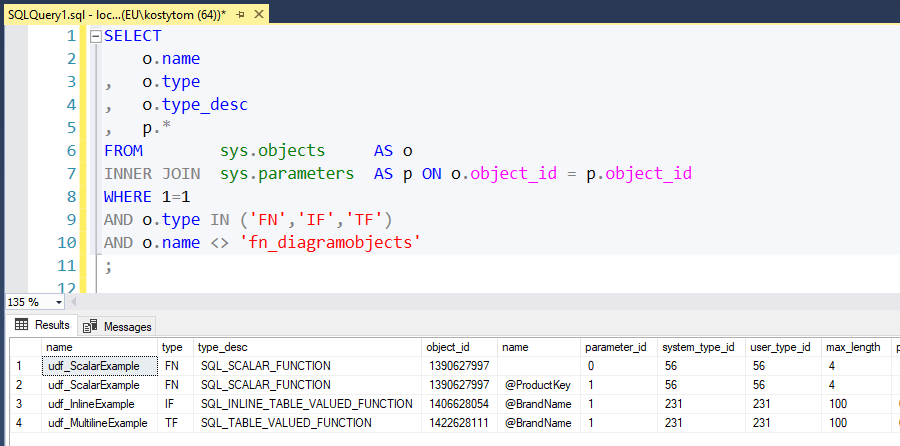 SQLQuery1.sql - loc...(EU\kostytom (64))*
1 SELECT
2 o.name
3 , o.type
4 , o.type_desc
5 , p.*
6 FROM sys.objects AS o
7 INNER JOIN sys.parameters AS p ON o.object_id = p.object_id
8 WHERE 1=1
9 AND o.type IN ('FN','IF','TF')
10 AND o.name <> 'fn_diagramobjects'
11 ;
12
135 %
Results Messages
name type type_desc object_id name parameter_id system_type_id user_type_id max_length p
1 udf_ScalarExample FN SQL_SCALAR_FUNCTION 1390627997 0 56 56 4
2 udf_ScalarExample FN SQL_SCALAR_FUNCTION 1390627997 @ProductKey 1 56 56 4
3 udf_InlineExample IF SQL_INLINE_TABLE_VALUED_FUNCTION 1406628054 @BrandName 1 231 231 100
4 udf_MultilineExample TF SQL_TABLE_VALUED_FUNCTION 1422628111 @BrandName 1 231 231 100